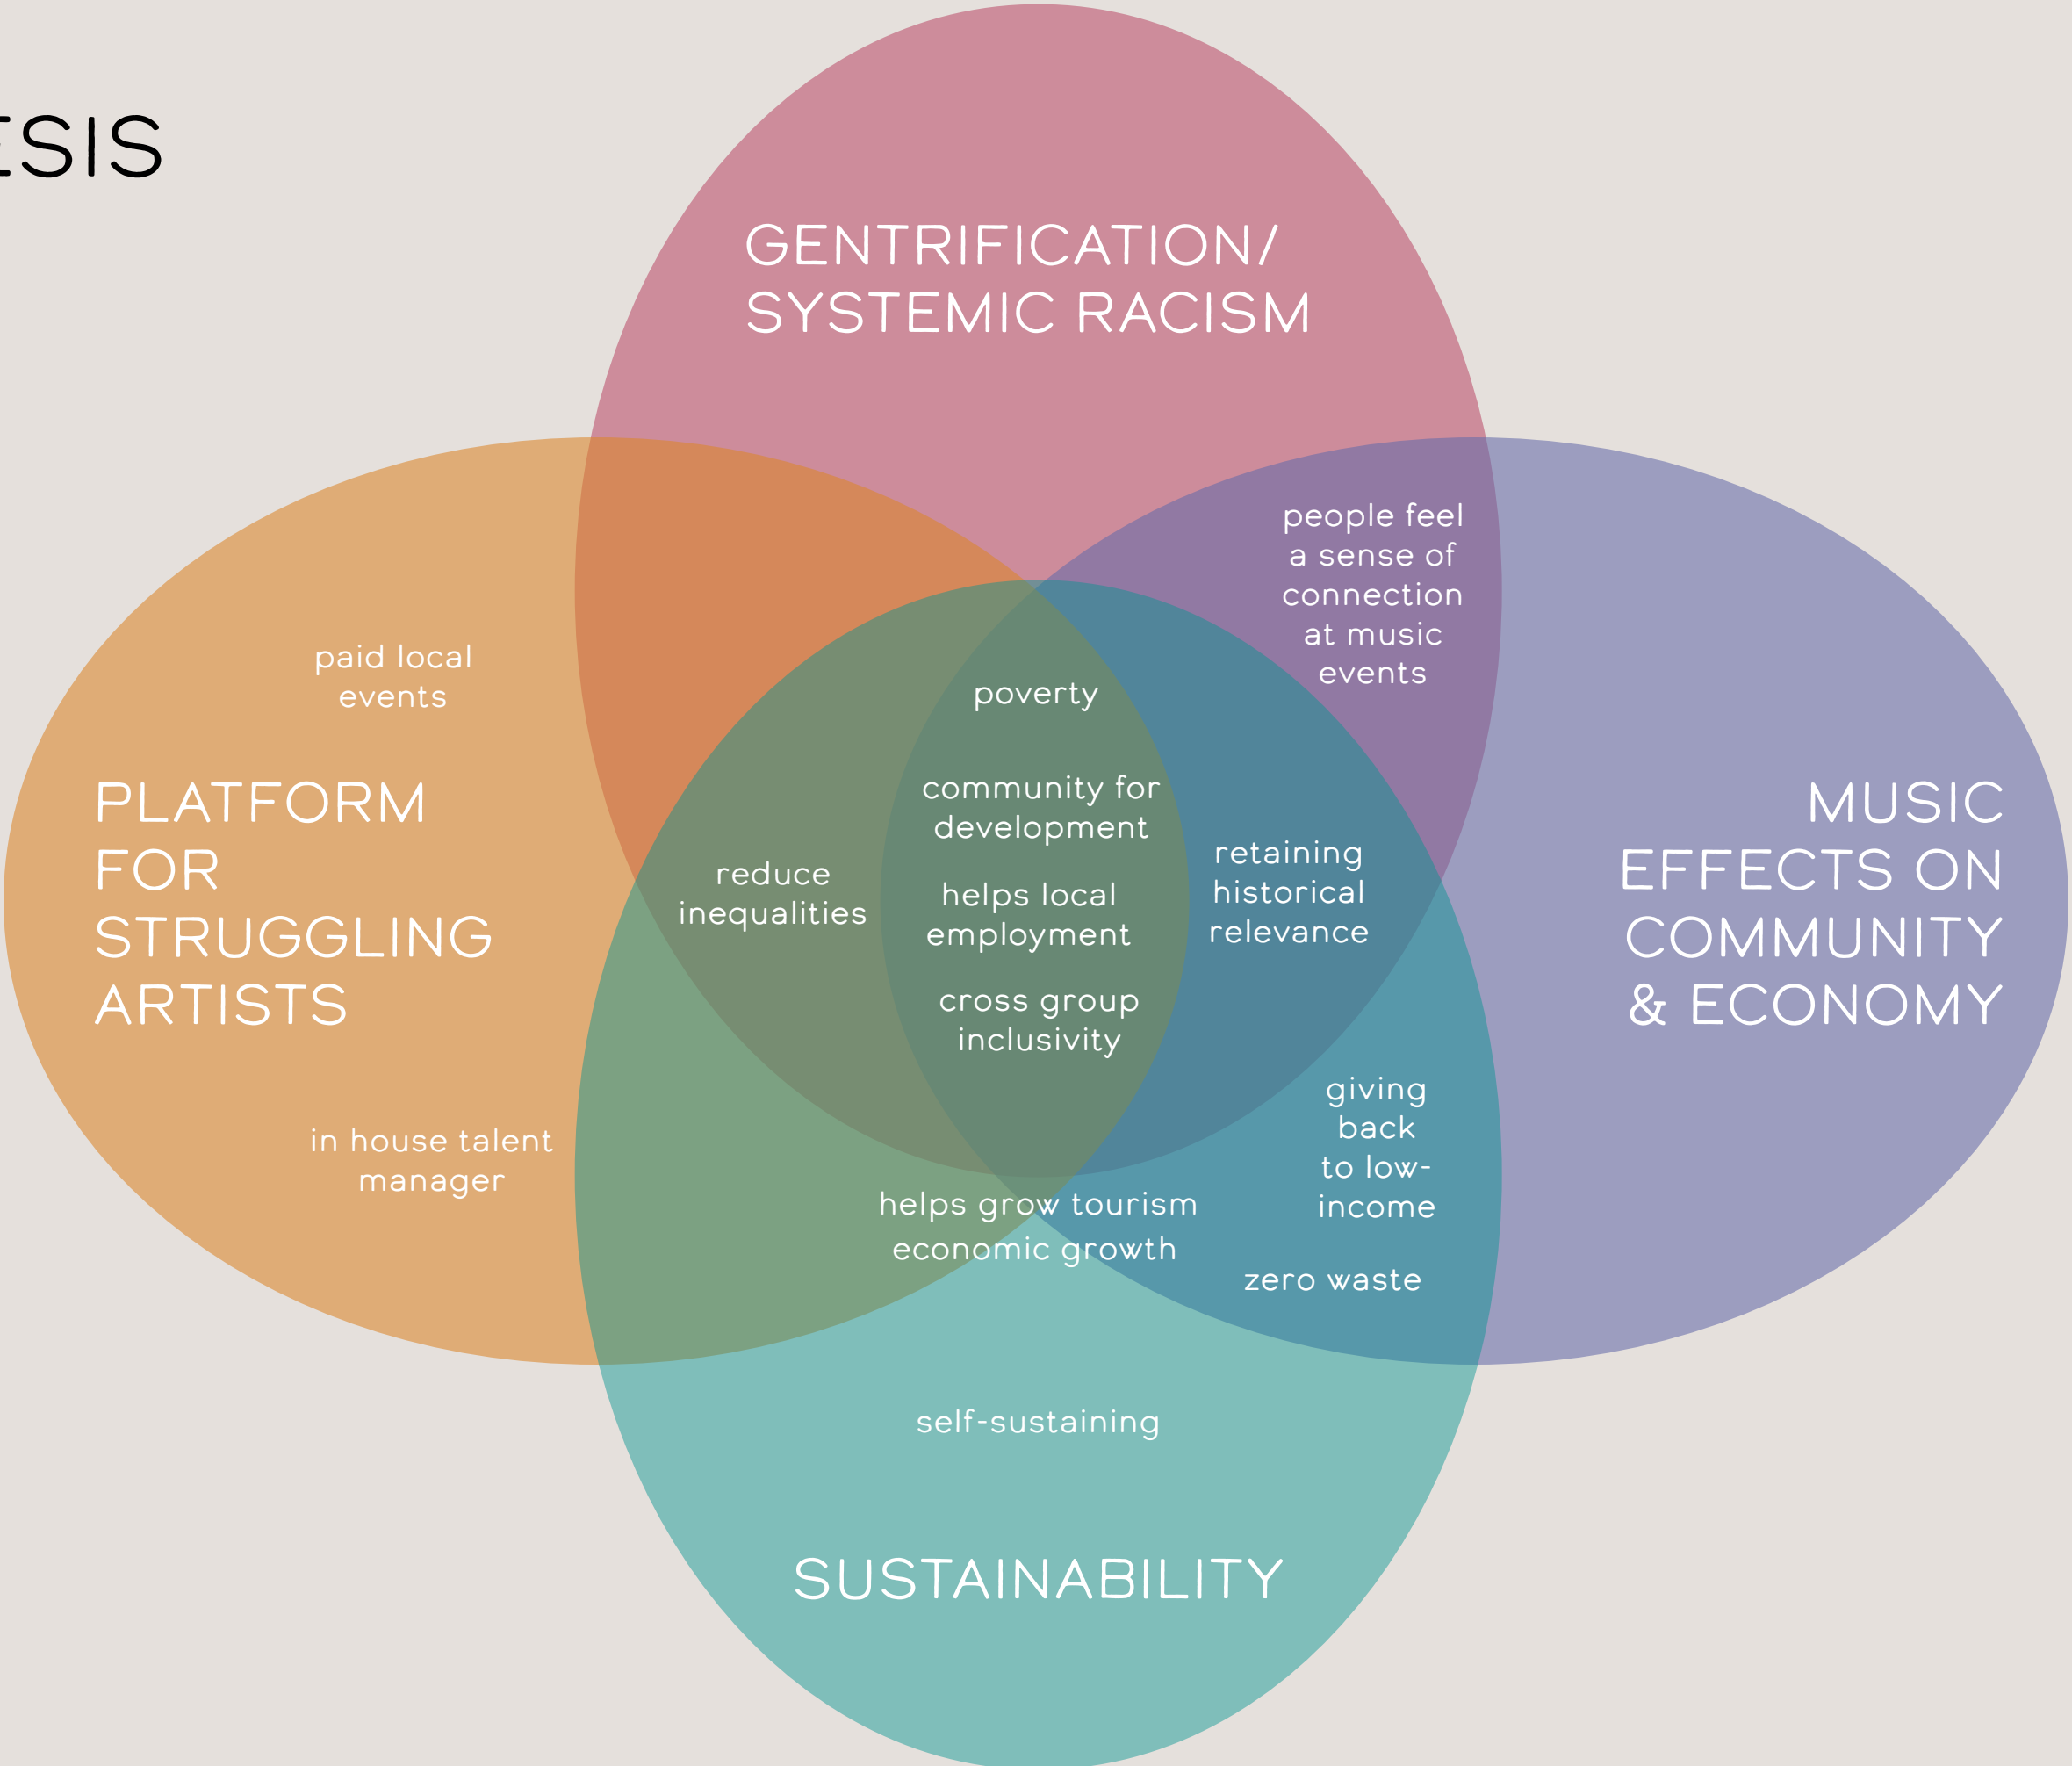 ESIS
GENTRIFICATION/
SYSTEMIC RACISM
people feel
a sense of
connection
at music
events
paid local
events
poverty
PLATFORM
FOR
STRUGGLING
ARTISTS
community for
development
reduce
inequalities
helps local
employment
cross group
inclusivity
retaining
historical
relevance
MUSIC
EFFECTS ON
COMMUNITY
& ECONOMY
in house talent
manager
giving
back
to low-
income
helps grow tourism
economic growth
zero waste
self-sustaining
SUSTAINABILITY